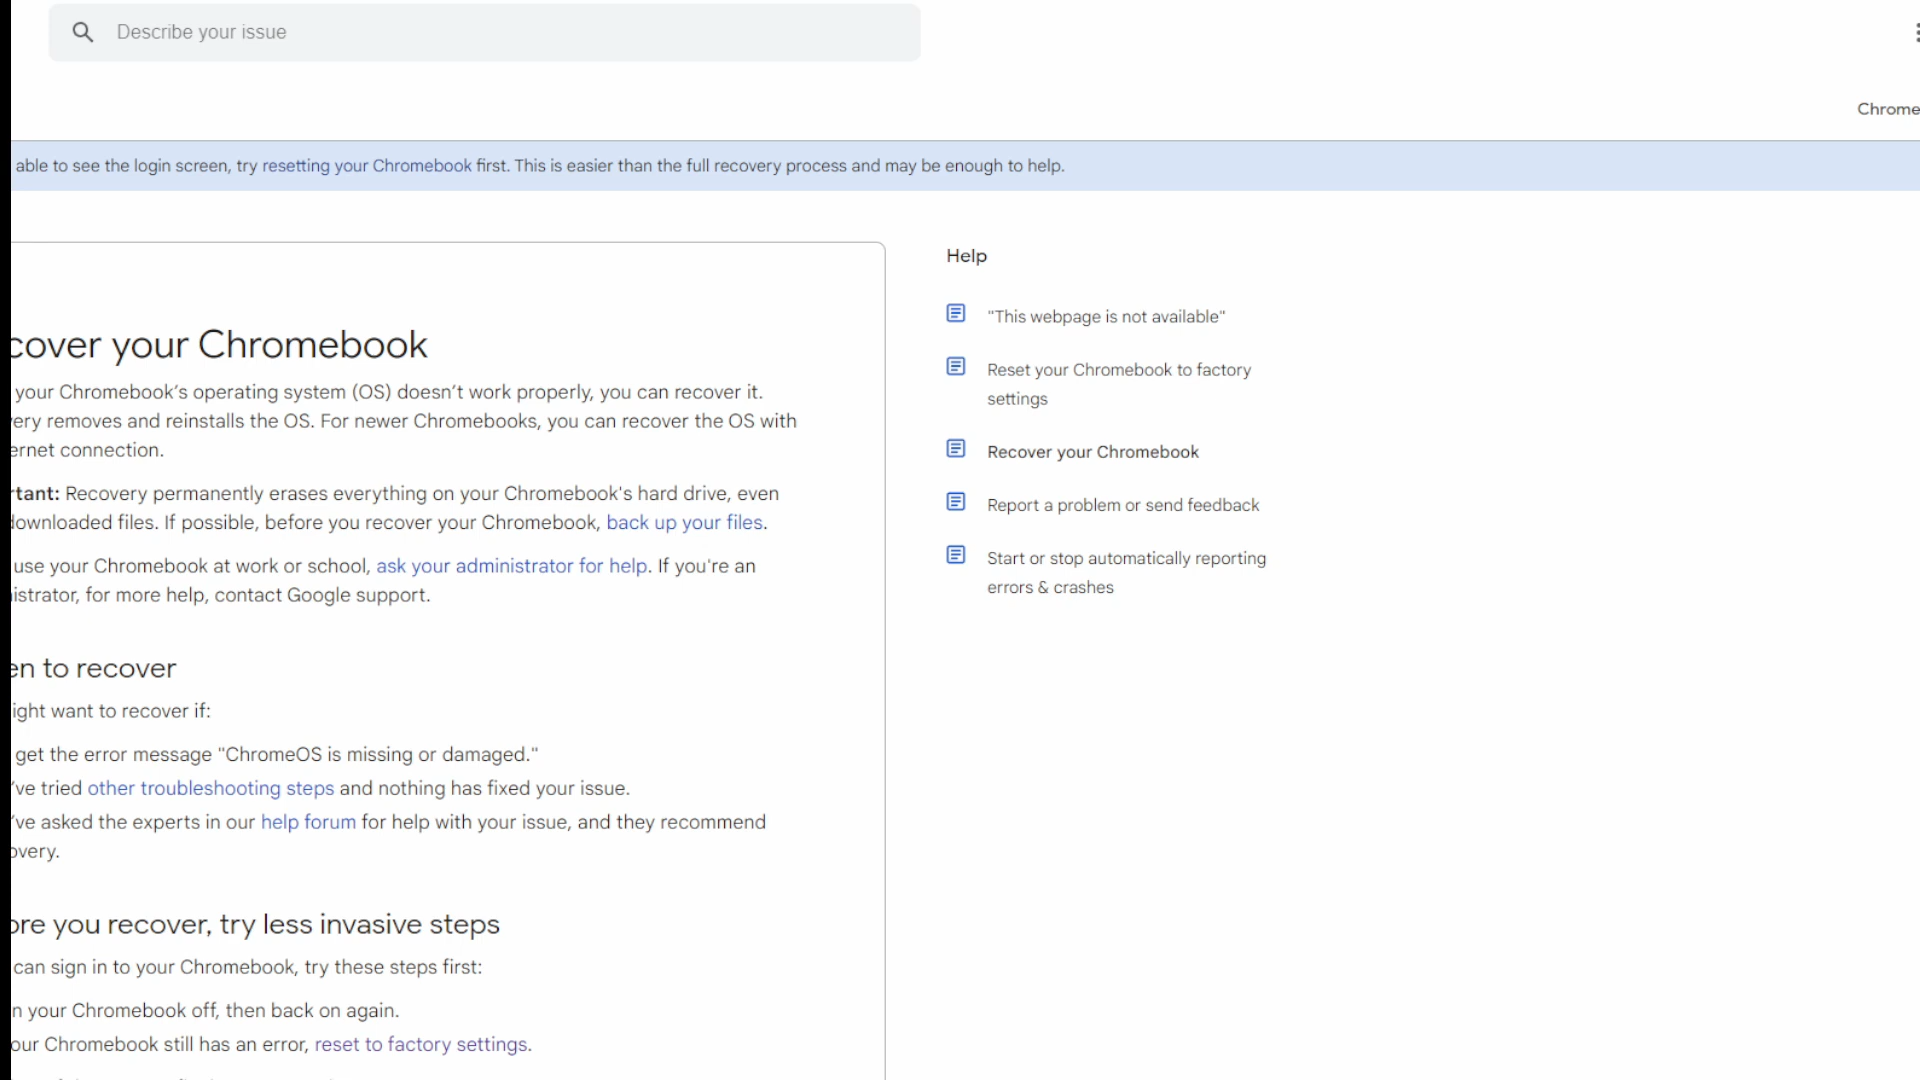 Describe your issue
Chrome
able to see the login screen, try resetting your Chromebook first. This is easier than the full recovery process and may be enough to help.
cover your Chromebook
your Chromebook’s operating system (OS) doesn’t work properly, you can recover it.
ery removes and reinstalls the OS. For newer Chromebooks, you can recover the OS with
ernet connection.
rtant: Recovery permanently erases everything on your Chromebook's hard drive, even
downloaded files. If possible, before you recover your Chromebook, back up your files.
use your Chromebook at work or school, ask your administrator for help. If you're an
istrator, for more help, contact Google support.
en to recover
ight want to recover if:
get the error message "ChromeOS is missing or damaged."
’ve tried other troubleshooting steps and nothing has fixed your issue.
’ve asked the experts in our help forum for help with your issue, and they recommend
overy.
ore you recover, try less invasive steps
can sign in to your Chromebook, try these steps first:
n your Chromebook off, then back on again.
our Chromebook still has an error, reset to factory settings.
Help
"This webpage is not available"
Reset your Chromebook to factory
settings
Recover your Chromebook
Report a problem or send feedback
Start or stop automatically reporting
errors & crashes